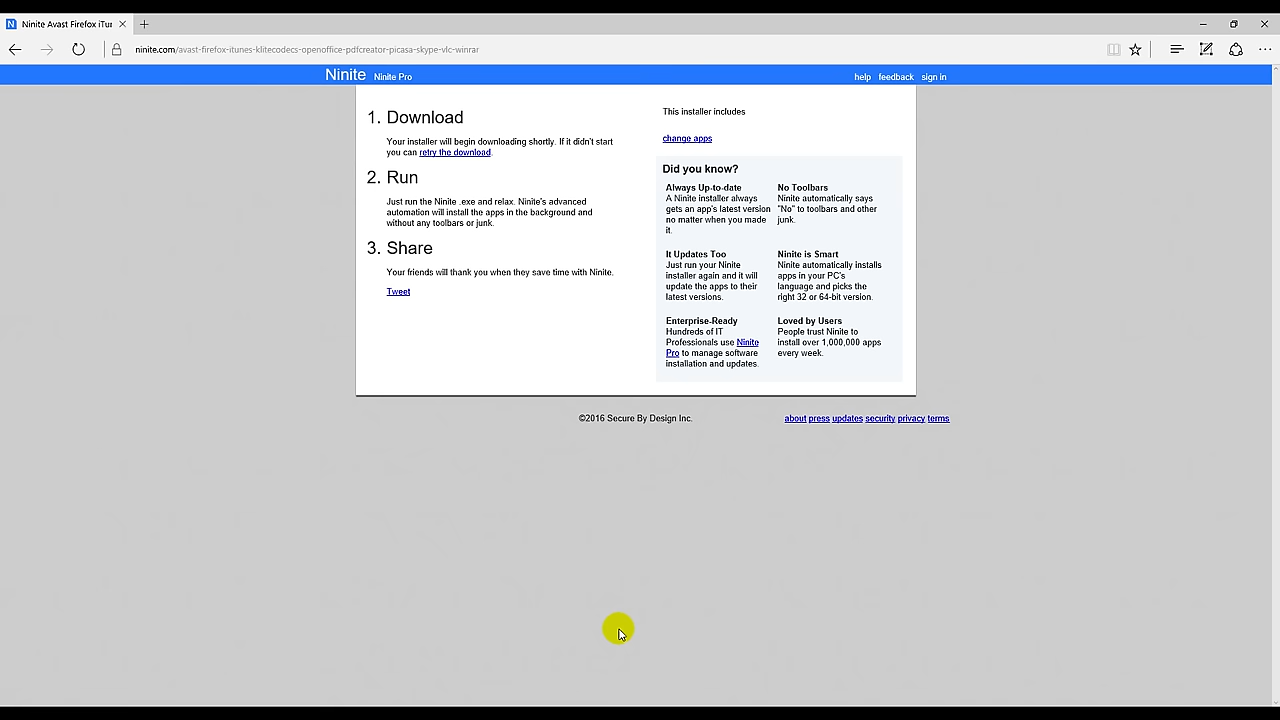 Ninite Avast Firefox iTu
ninite.com/avast-firefox-itunes-klitecodecs-openoffice-pdfcreator-picasa-skype-vlc-winrar
Ninite Ninite Pro help feedback sign in
1. Download
Your installer will begin downloading shortly. If it didn't start
you can retry the download.
2. Run
Just run the Ninite .exe and relax. Ninite's advanced
automation will install the apps in the background and
without any toolbars or junk.
3. Share
Your friends will thank you when they save time with Ninite.
Tweet
This installer includes
change apps
Did you know?
Always Up-to-date
A Ninite installer always
gets an app's latest version
no matter when you made
it.
No Toolbars
Ninite automatically says
"No" to toolbars and other
junk.
It Updates Too
Just run your Ninite
installer again and it will
update the apps to their
latest versions.
Ninite is Smart
Ninite automatically installs
apps in your PC's
language and picks the
right 32 or 64-bit version.
Enterprise-Ready
Hundreds of IT
Professionals use Ninite
Pro to manage software
installation and updates.
Loved by Users
People trust Ninite to
install over 1,000,000 apps
every week.
©2016 Secure By Design Inc.
about press updates security privacy terms